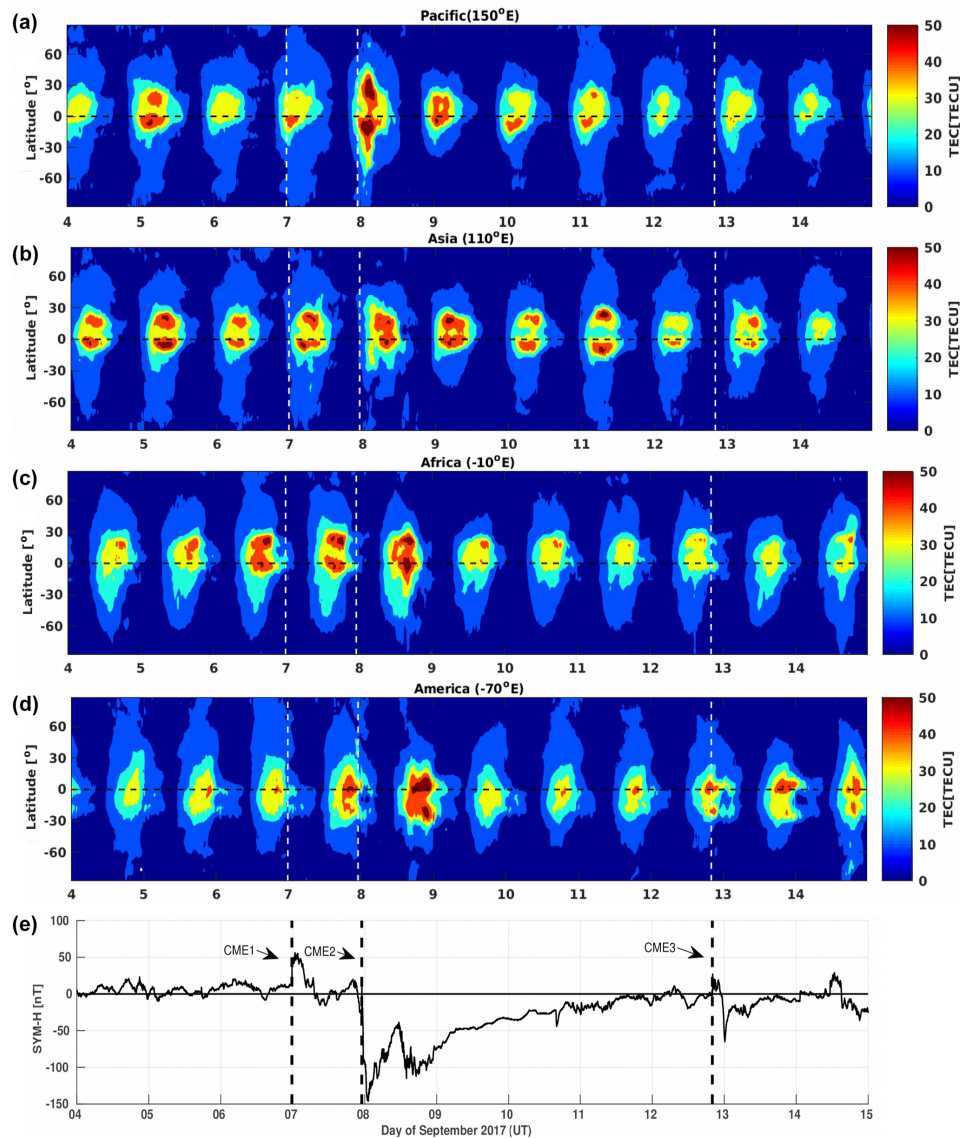 (a)
Pacific(150°E)
Latitude [°]
60
30
0
-30
-60
4 5 6 7 8 9 10 11 12 13 14
50
40
30
20
10
0
TEC[TECU]
(b)
Asia (110°E)
Latitude [°]
60
30
0
-30
-60
4 5 6 7 8 9 10 11 12 13 14
50
40
30
20
10
0
TEC[TECU]
(c)
Africa (-10°E)
Latitude [°]
60
30
0
-30
-60
4 5 6 7 8 9 10 11 12 13 14
50
40
30
20
10
0
TEC[TECU]
(d)
America (-70°E)
Latitude [°]
60
30
0
-30
-60
4 5 6 7 8 9 10 11 12 13 14
50
40
30
20
10
0
TEC[TECU]
(e)
SYM-H [nT]
100
50
0
-50
-100
-150
CME1
CME2
CME3
04 05 06 07 08 09 10 11 12 13 14 15
Day of September 2017 (UT)